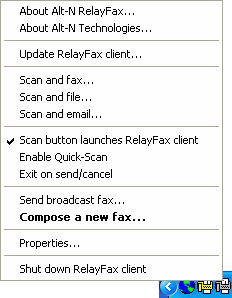 About Alt-N RelayFax...
About Alt-N Technologies...
Update RelayFax client...
Scan and fax...
Scan and file...
Scan and email...
Scan button launches RelayFax client
Enable Quick-Scan
Exit on send/cancel
Send broadcast fax...
Compose a new fax...
Properties...
Shut down RelayFax client